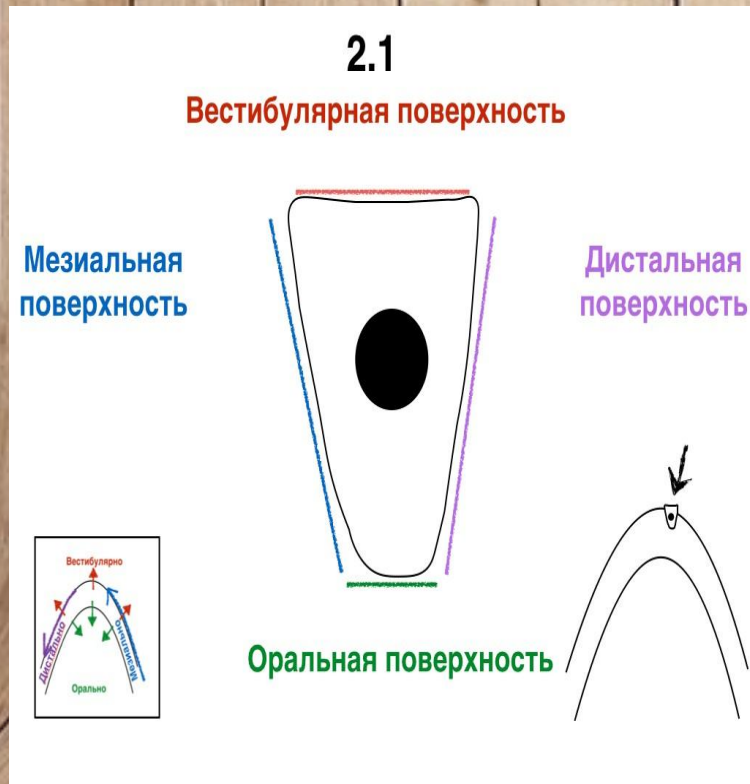 2.1
Вестибулярная поверхность
Мезиальная
поверхность
Дистальная
поверхность
Вестибулярно
Дистально
Мезиально
Орально
Оральная поверхность